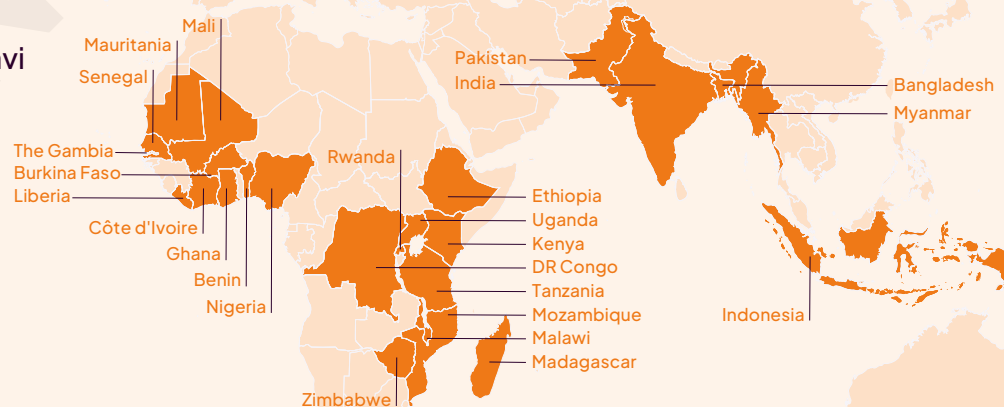 Mali
Mauritania
Senegal
The Gambia
Burkina Faso
Liberia
Côte d'Ivoire
Ghana
Benin
Nigeria
Rwanda
Ethiopia
Uganda
Kenya
DR Congo
Tanzania
Mozambique
Malawi
Madagascar
Zimbabwe
Pakistan
India
Bangladesh
Myanmar
Indonesia